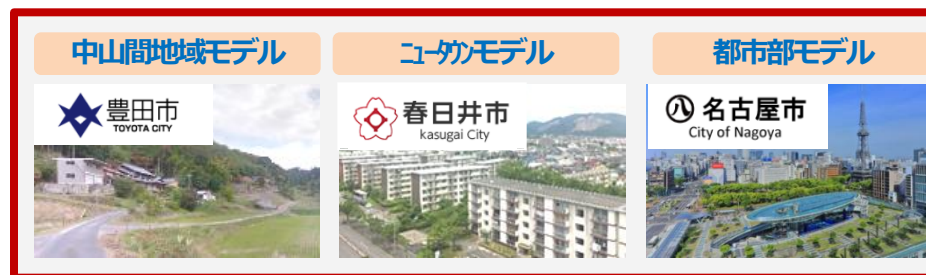 中山間地域モデル
ニュータウンモデル
都市部モデル
豊田市
TOYOTA CITY
春日井市
kasugai City
八 名古屋市
City of Nagoya